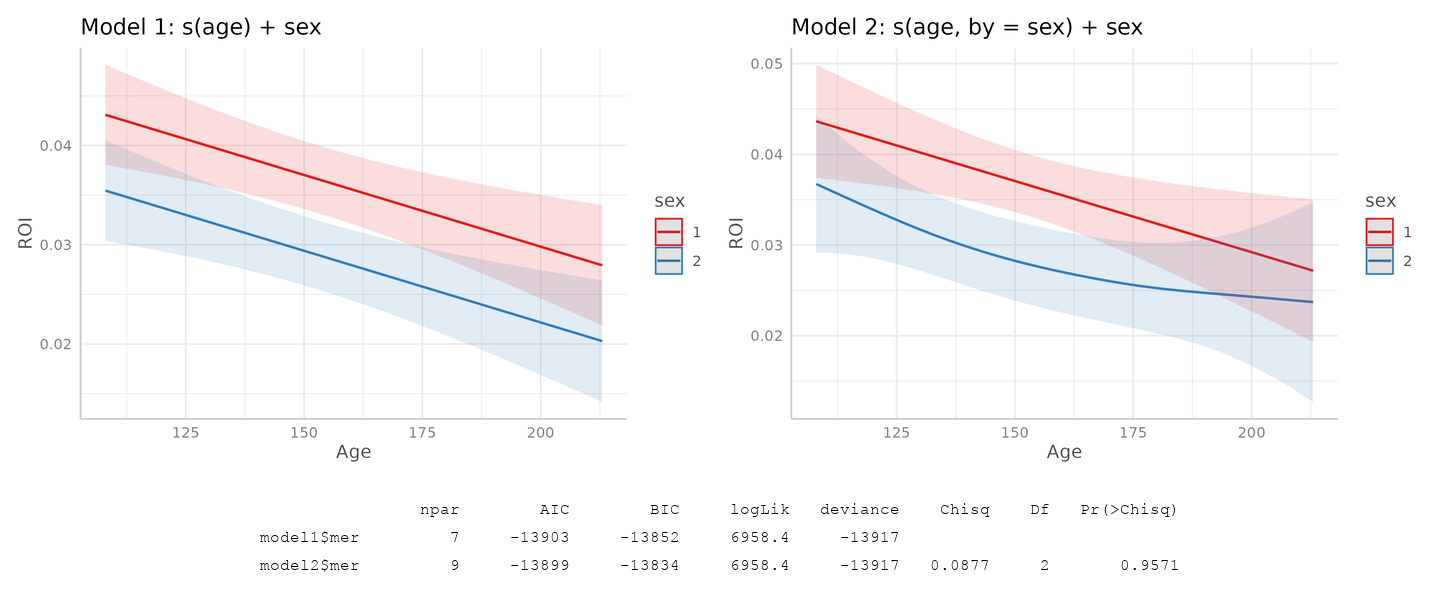 Model 1: s(age) + sex
0.04
0.03
0.02
ROI
125 150 175 200
Age
sex
1
2
Model 2: s(age, by = sex) + sex
0.05
0.04
0.03
0.02
ROI
125 150 175 200
Age
sex
1
2
npar AIC BIC logLik deviance Chisq Df Pr(>Chisq)
model1$mer 7 -13903 -13852 6958.4 -13917
model2$mer 9 -13899 -13834 6958.4 -13917 0.0877 2 0.9571